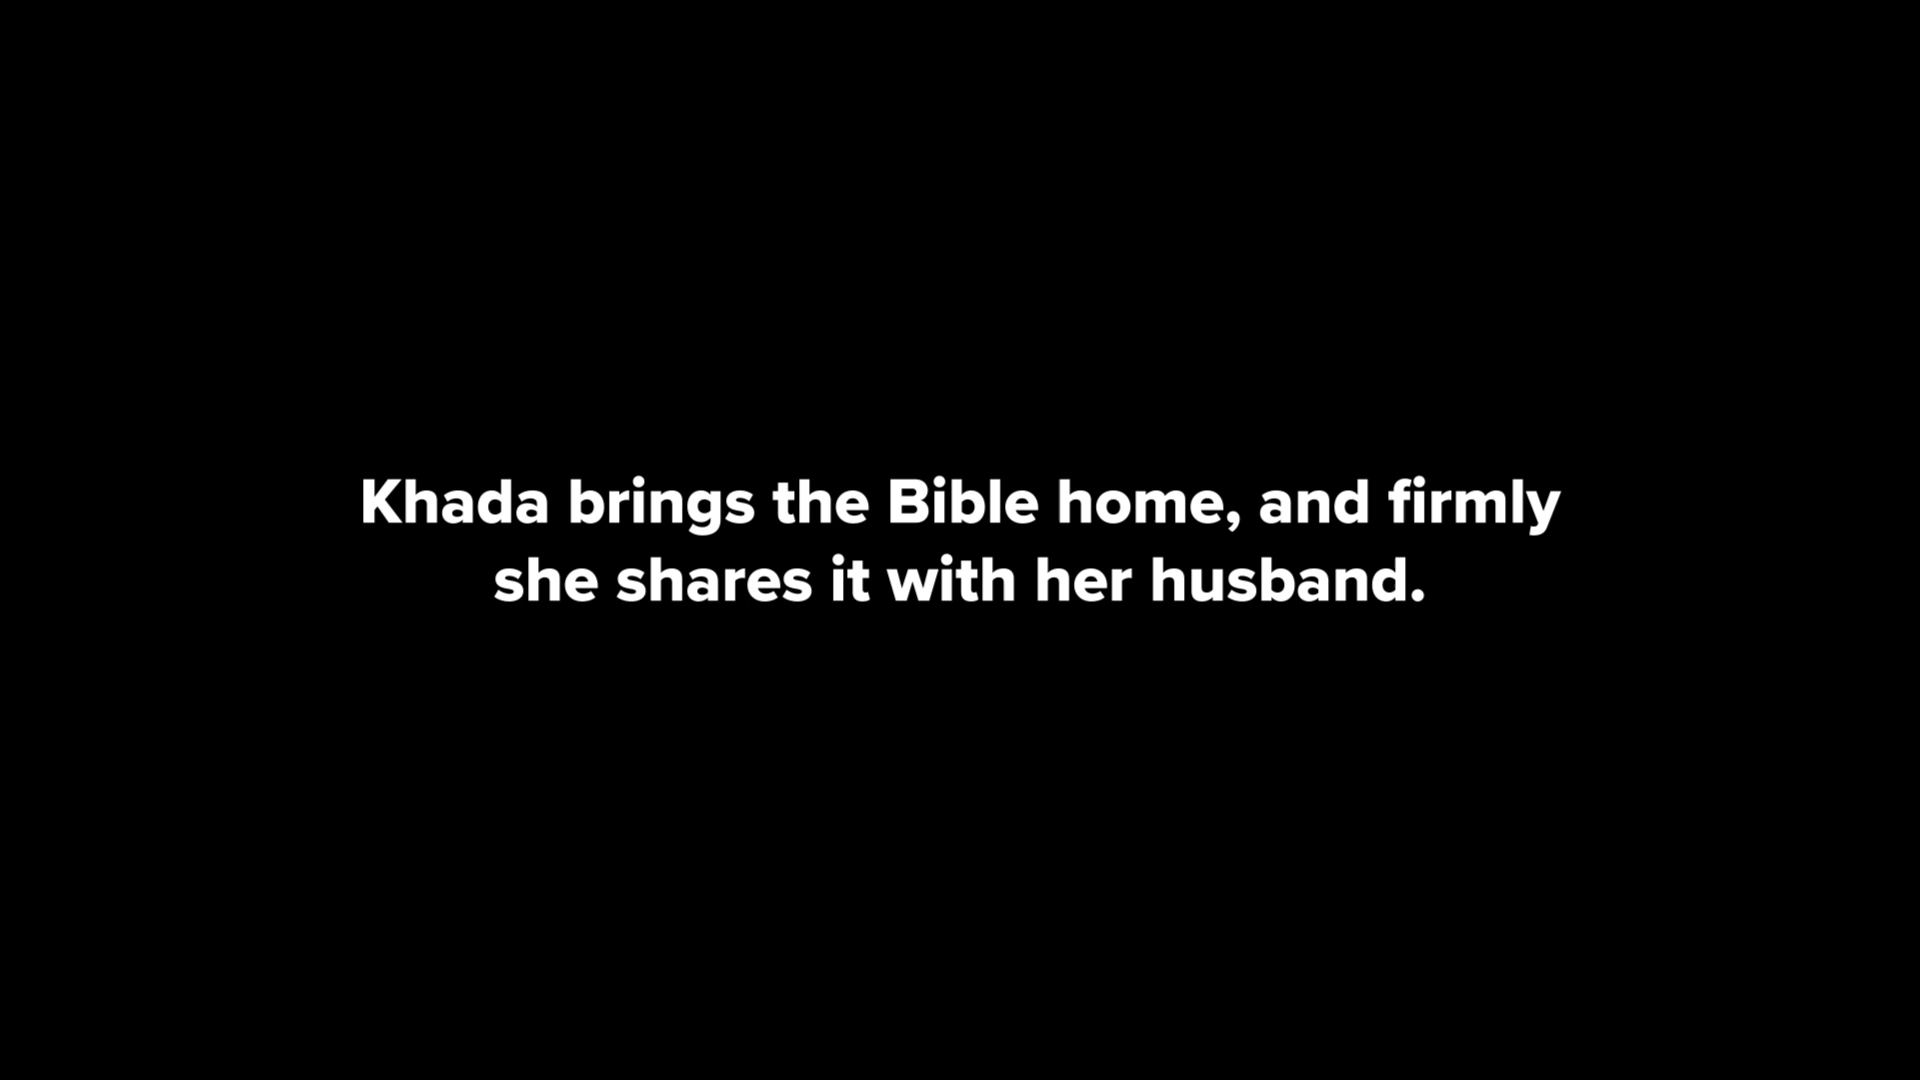 Khada brings the Bible home, and firmly
she shares it with her husband.